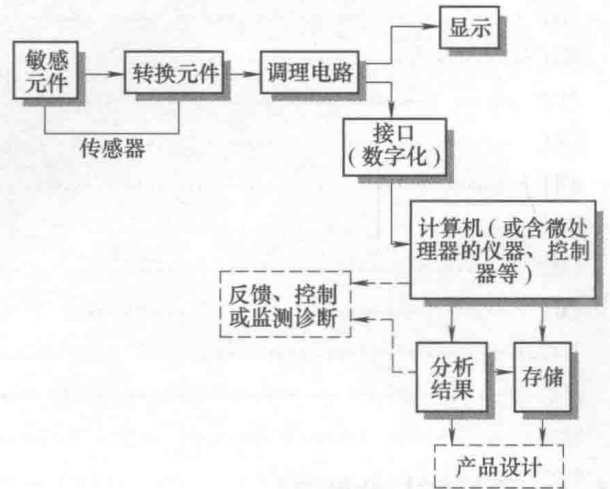 显示
敏感
元件
转换元件
调理电路
传感器
接口
（数字化）
计算机（或含微处
理器的仪器、控制
器等）
反馈、控制
或监测诊断
分析
结果
存储
产品设计